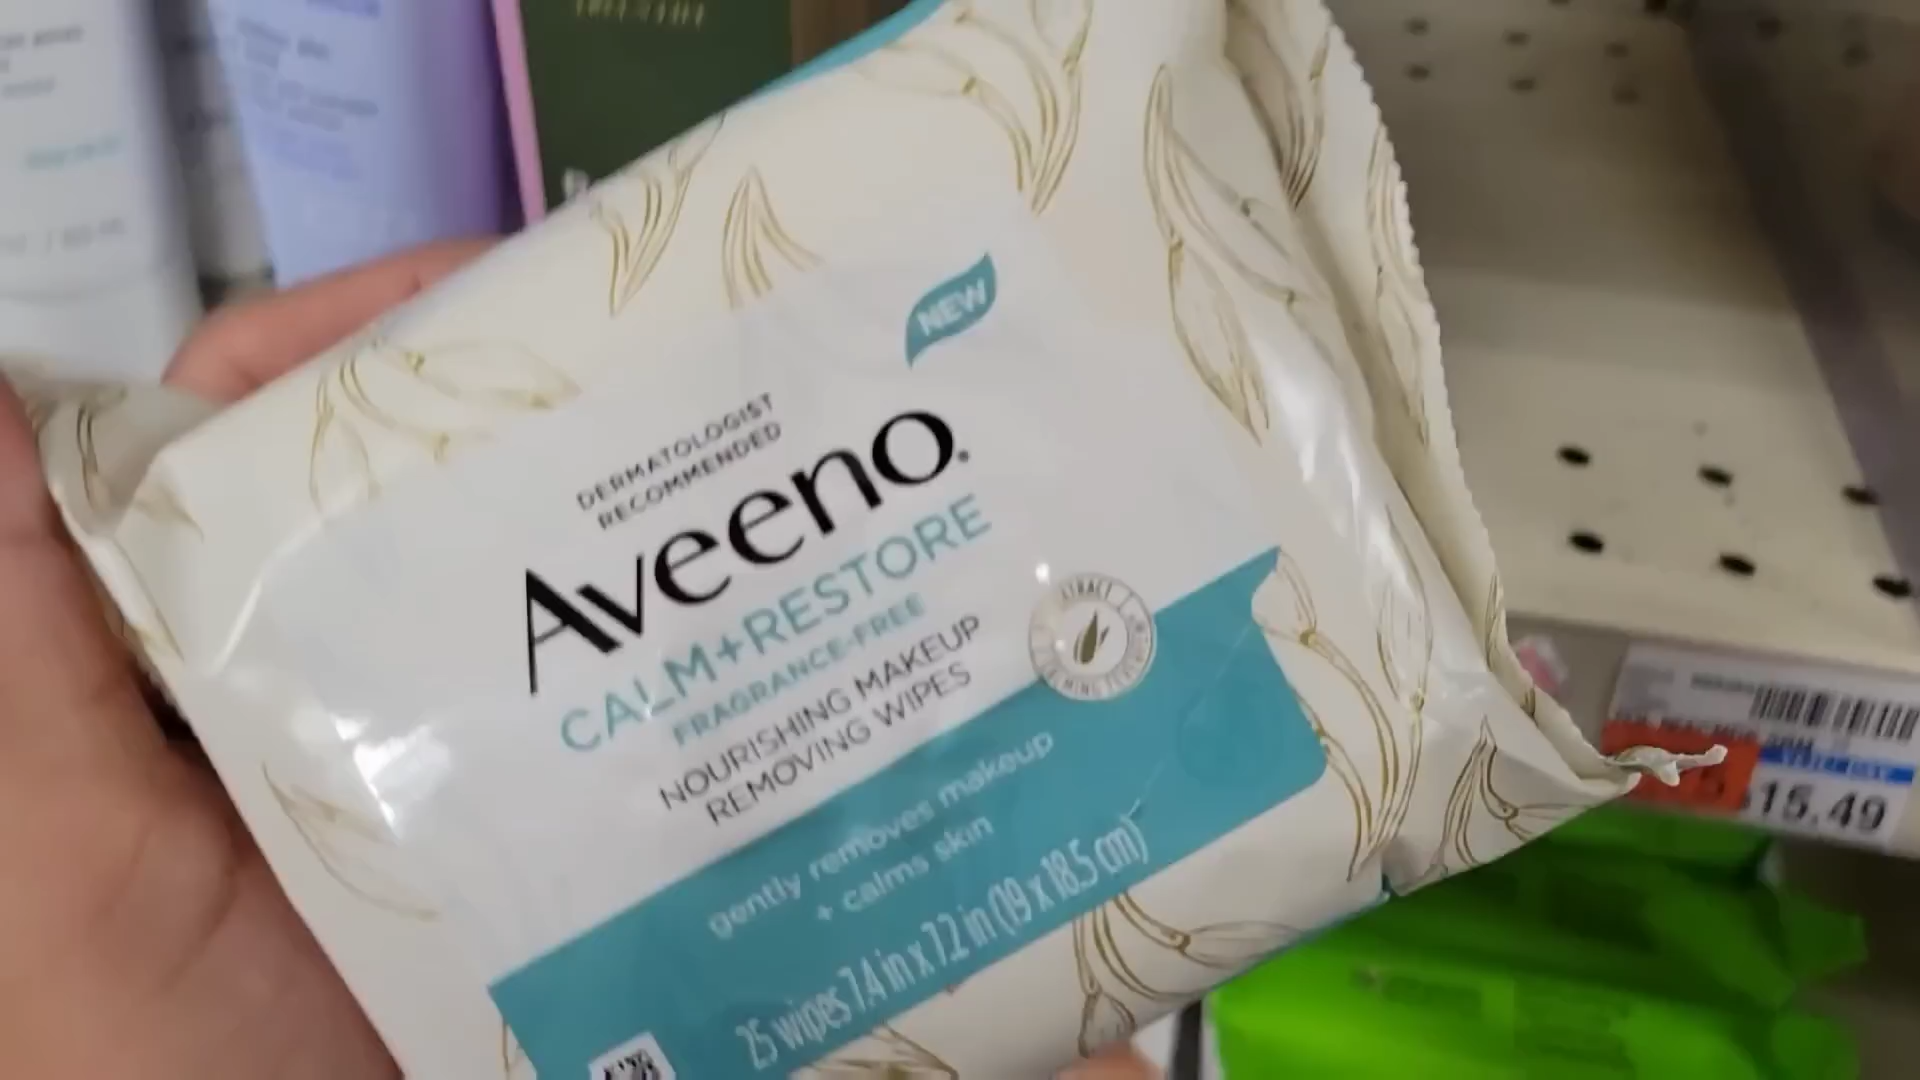 NEW
DERMATOLOGIST
RECOMMENDED
Aveeno®
CALM+RESTORE
FRAGRANCE-FREE
NOURISHING MAKEUP
REMOVING WIPES
gently removes makeup
+ calms skin
25 wipes 7.4 in x 7.2 in (19 x 18.5 cm)
$15.49